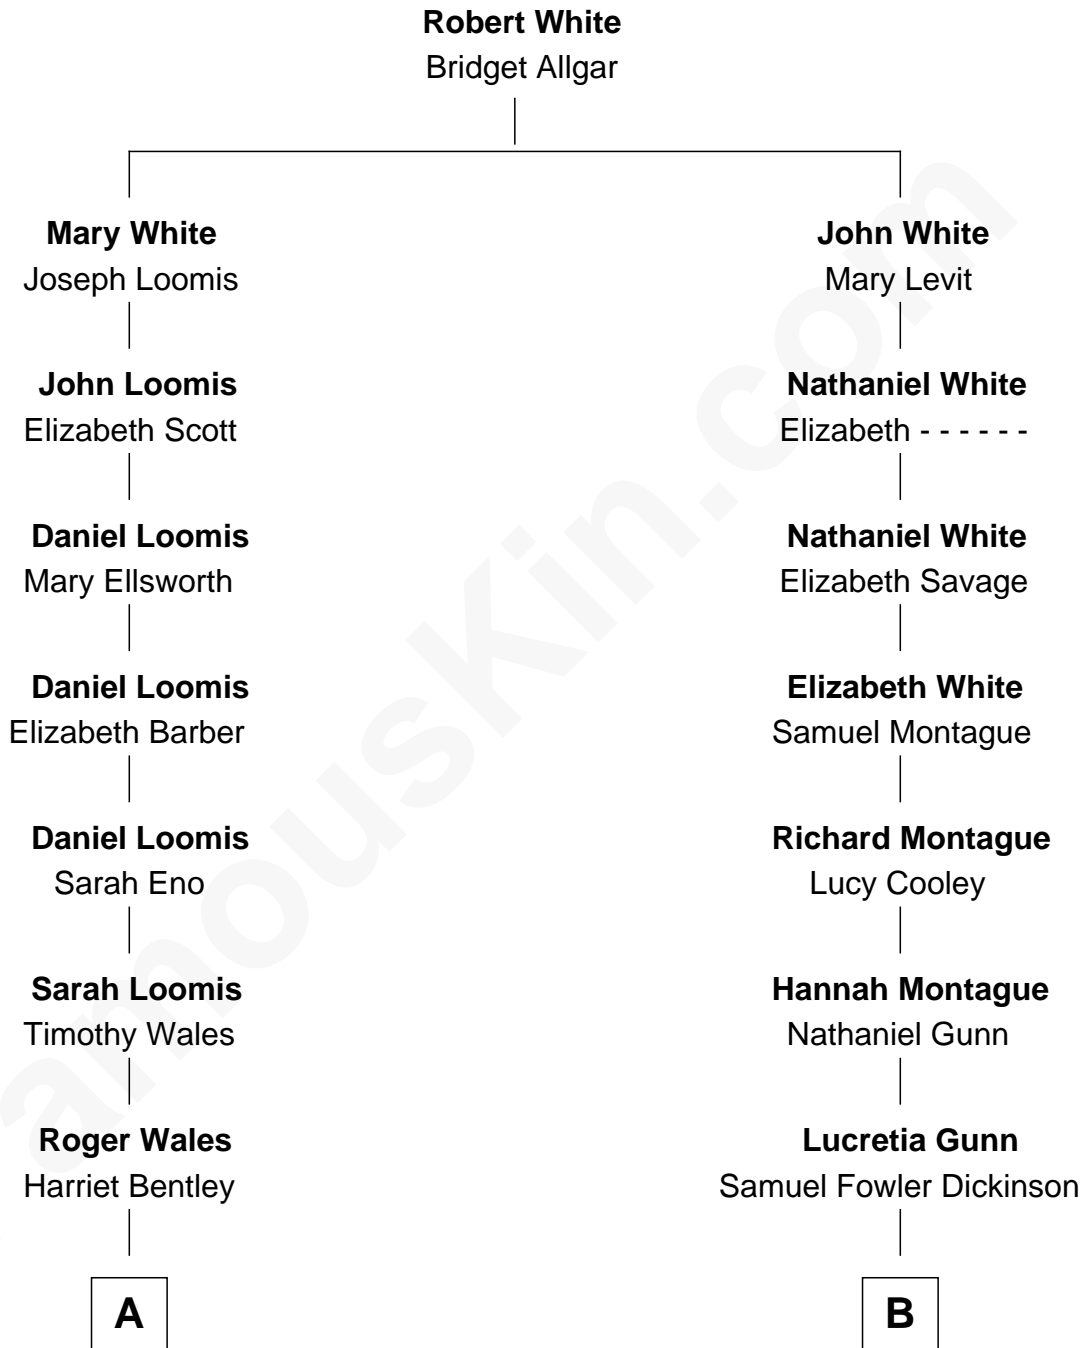 Robert White
Bridget Allgar
Mary White
Joseph Loomis
John White
Mary Levit
John Loomis
Elizabeth Scott
Nathaniel White
Elizabeth - - - - - -
Daniel Loomis
Mary Ellsworth
Nathaniel White
Elizabeth Savage
Daniel Loomis
Elizabeth Barber
Elizabeth White
Samuel Montague
Daniel Loomis
Sarah Eno
Richard Montague
Lucy Cooley
Sarah Loomis
Timothy Wales
Hannah Montague
Nathaniel Gunn
Roger Wales
Harriet Bentley
Lucretia Gunn
Samuel Fowler Dickinson
A
B
amouskin.com